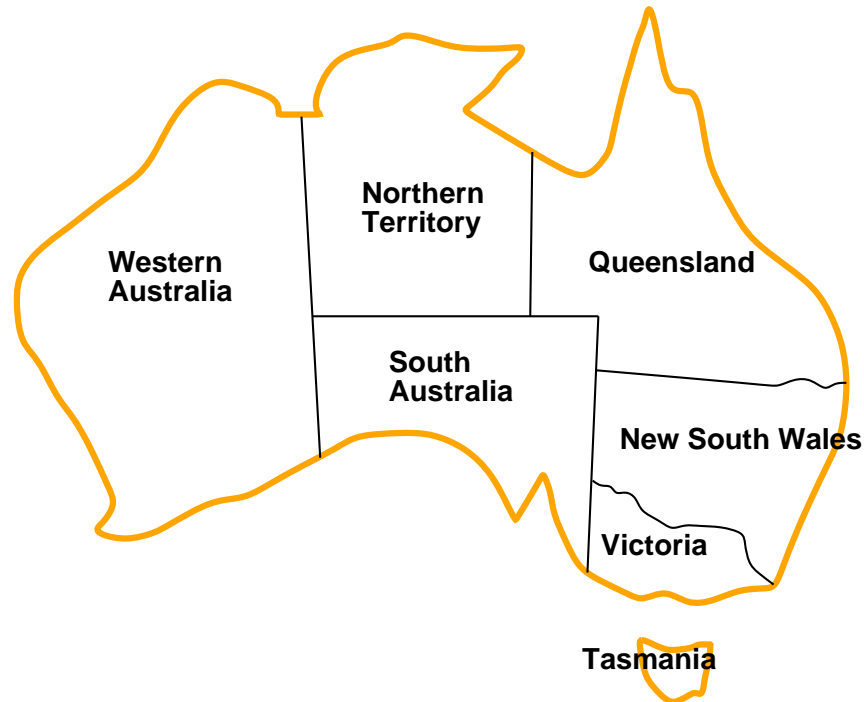 Northern
Territory
Western
Australia
Queensland
South
Australia
New South Wales
Victoria
Tasmania